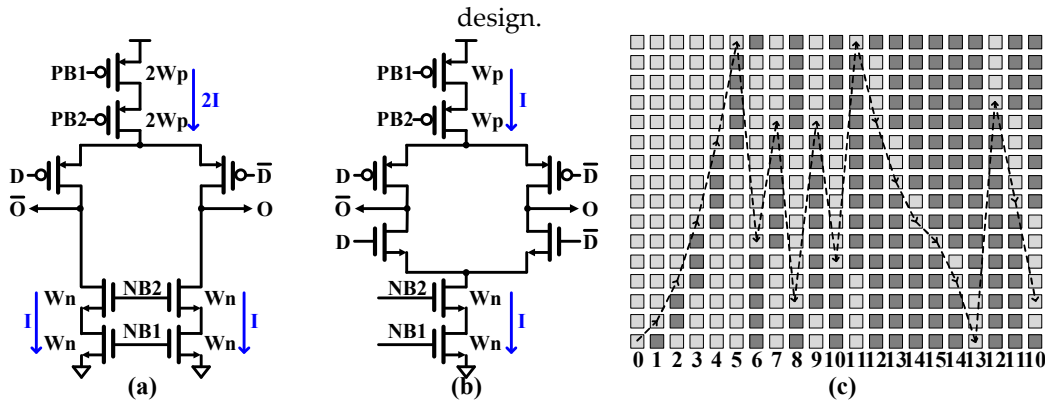 design.
PB1
2Wp
2I
PB2
2Wp
D
D̅
O̅
O
NB2
Wn
Wn
I
I
NB1
Wn
Wn
(a)
PB1
Wp
I
PB2
Wp
D
D̅
O̅
O
D
D̅
NB2
Wn
I
NB1
Wn
(b)
0 1 2 3 4 5 6 7 8 9 10 11 12 13 14 15 14 13 12 11 10
(c)